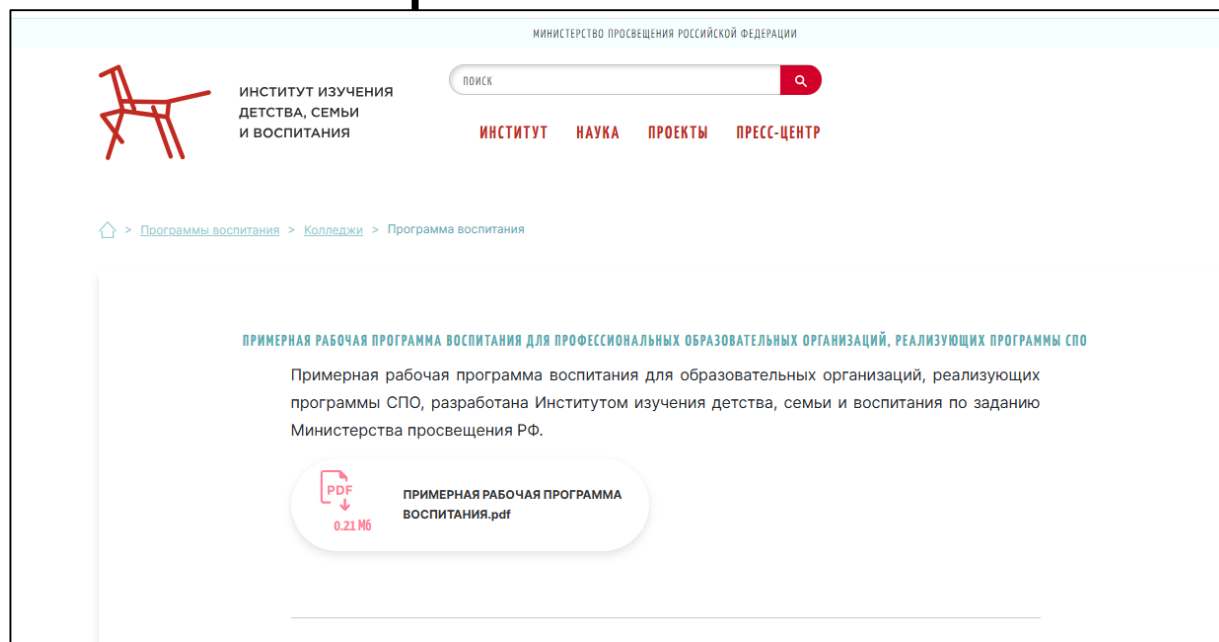 МИНИСТЕРСТВО ПРОСВЕЩЕНИЯ РОССИЙСКОЙ ФЕДЕРАЦИИ
ИНСТИТУТ ИЗУЧЕНИЯ
ДЕТСТВА, СЕМЬИ
И ВОСПИТАНИЯ
ПОИСК
ИНСТИТУТ НАУКА ПРОЕКТЫ ПРЕСС-ЦЕНТР
> Программы воспитания > Колледжи > Программа воспитания
ПРИМЕРНАЯ РАБОЧАЯ ПРОГРАММА ВОСПИТАНИЯ ДЛЯ ПРОФЕССИОНАЛЬНЫХ ОБРАЗОВАТЕЛЬНЫХ ОРГАНИЗАЦИЙ, РЕАЛИЗУЮЩИХ ПРОГРАММЫ СПО
Примерная рабочая программа воспитания для образовательных организаций, реализующих
программы СПО, разработана Институтом изучения детства, семьи и воспитания по заданию
Министерства просвещения РФ.
PDF
0.21 Мб
ПРИМЕРНАЯ РАБОЧАЯ ПРОГРАММА
ВОСПИТАНИЯ.pdf